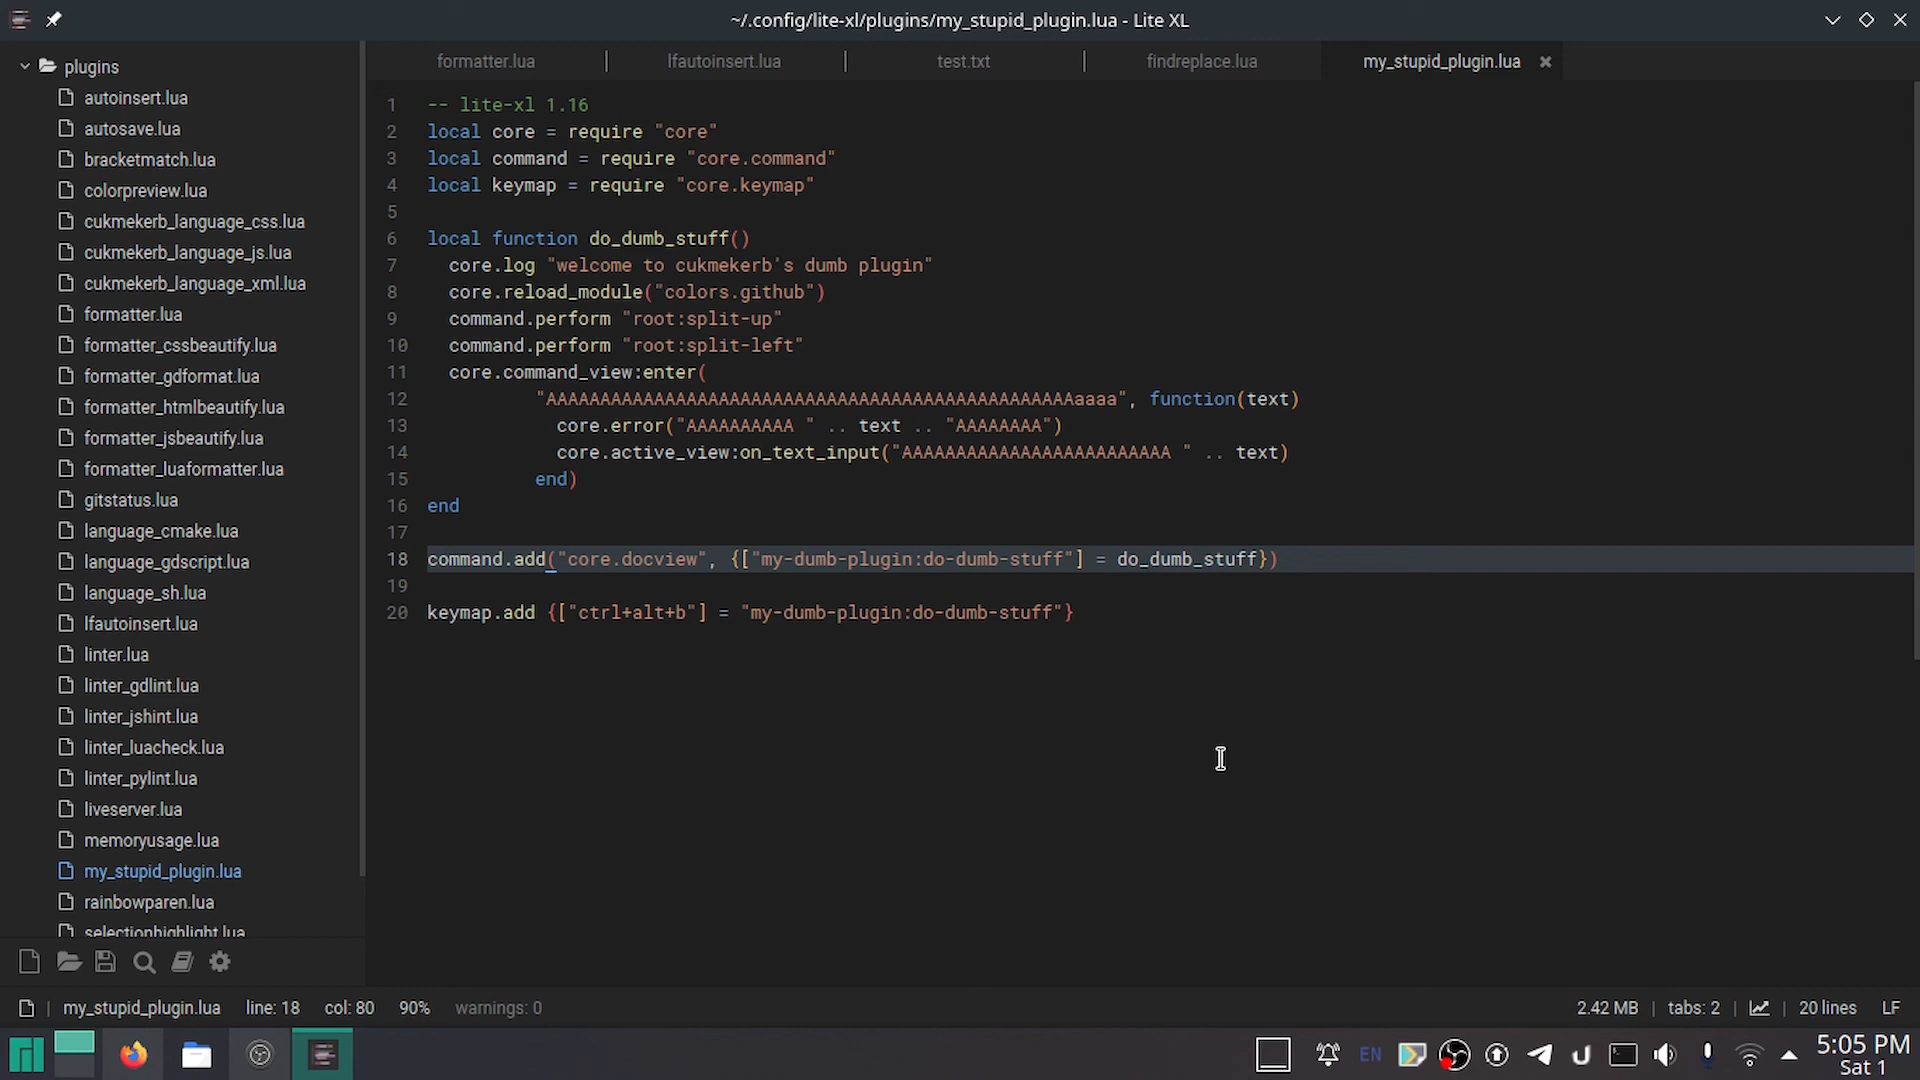 ~/.config/lite-xl/plugins/my_stupid_plugin.lua - Lite XL
plugins
autoinsert.lua
autosave.lua
bracketmatch.lua
colorpreview.lua
cukmekerb_language_css.lua
cukmekerb_language_js.lua
cukmekerb_language_xml.lua
formatter.lua
formatter_cssbeautify.lua
formatter_gdformat.lua
formatter_htmlbeautify.lua
formatter_jsbeautify.lua
formatter_luaformatter.lua
gitstatus.lua
language_cmake.lua
language_gdscript.lua
language_sh.lua
lfautoinsert.lua
linter.lua
linter_gdlint.lua
linter_jshint.lua
linter_luacheck.lua
linter_pylint.lua
liveserver.lua
memoryusage.lua
my_stupid_plugin.lua
rainbowparen.lua
selectionhighlight.lua
formatter.lua | lfautoinsert.lua | test.txt | findreplace.lua my_stupid_plugin.lua
1 -- lite-xl 1.16
2 local core = require "core"
3 local command = require "core.command"
4 local keymap = require "core.keymap"
5
6 local function do_dumb_stuff()
7 core.log "welcome to cukmekerb's dumb plugin"
8 core.reload_module("colors.github")
9 command.perform "root:split-up"
10 command.perform "root:split-left"
11 core.command_view:enter(
12 "AAAAAAAAAAAAAAAAAAAAAAAAAAAAAAAAAAAAAAAAAAAAAAAAAaaaa", function(text)
13 core.error("AAAAAAAAAA " .. text .. "AAAAAAAA")
14 core.active_view:on_text_input("AAAAAAAAAAAAAAAAAAAAAAAAA " .. text)
15 end)
16 end
17
18 command.add("core.docview", {["my-dumb-plugin:do-dumb-stuff"] = do_dumb_stuff})
19
20 keymap.add {["ctrl+alt+b"] = "my-dumb-plugin:do-dumb-stuff"}
my_stupid_plugin.lua line: 18 col: 80 90% warnings: 0
2.42 MB | tabs: 2 | 20 lines LF
EN
5:05 PM
Sat 1